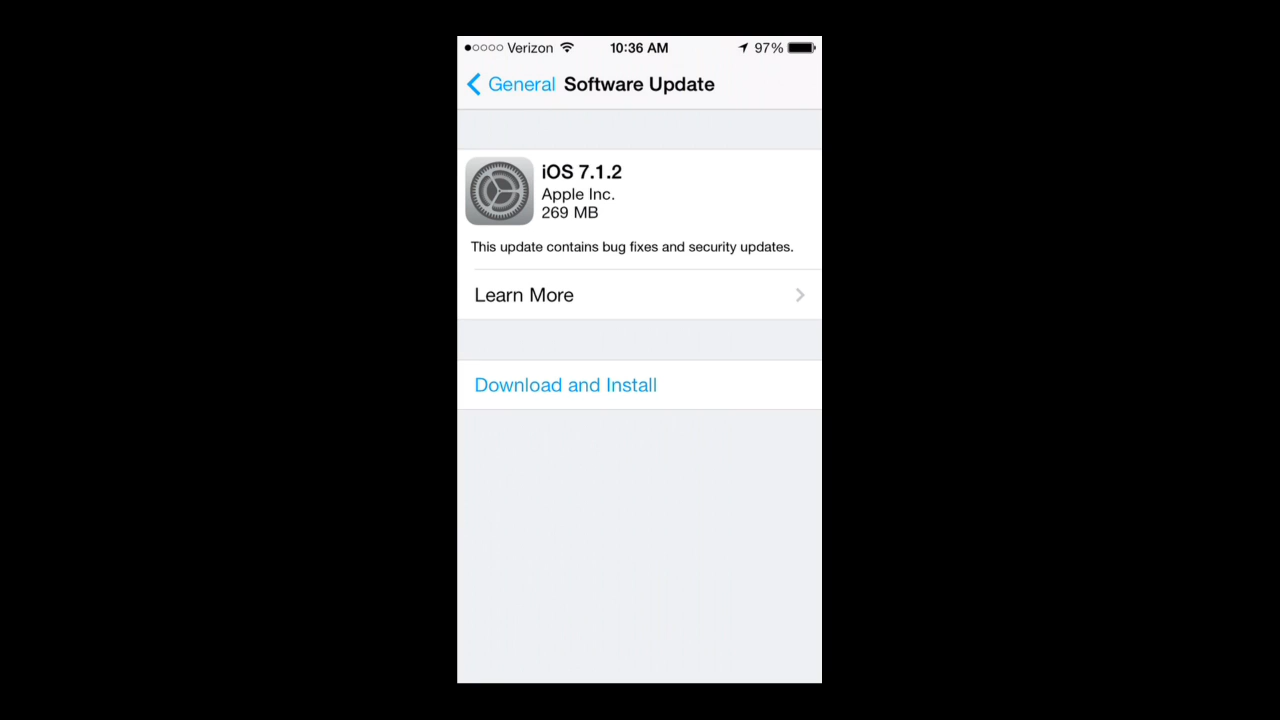 Verizon 10:36 AM 97%
General Software Update
iOS 7.1.2
Apple Inc.
269 MB
This update contains bug fixes and security updates.
Learn More
Download and Install